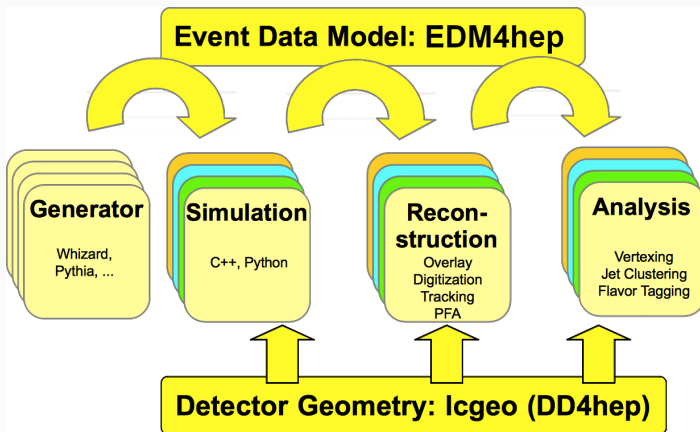 Event Data Model: EDM4hep
Generator
Whizard,
Pythia, ...
Simulation
C++, Python
Recon-
struction
Overlay
Digitization
Tracking
PFA
Analysis
Vertexing
Jet Clustering
Flavor Tagging
Detector Geometry: lcgeo (DD4hep)